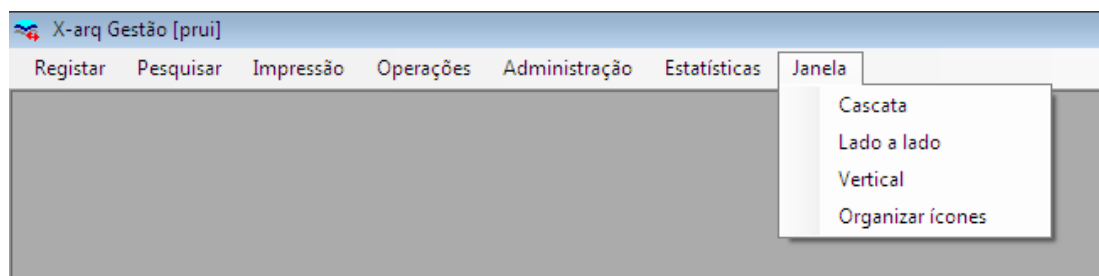 X-arq Gestão [prui]
Registar Pesquisar Impressão Operações Administração Estatísticas Janela
Cascata
Lado a lado
Vertical
Organizar ícones